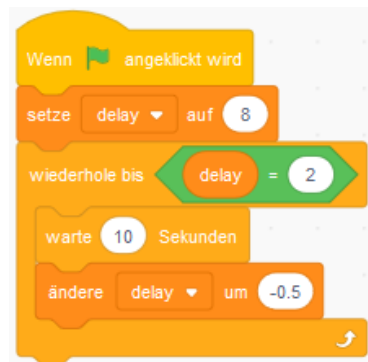 Wenn angeklickt wird
setze delay auf 8
wiederhole bis delay = 2
warte 10 Sekunden
ändere delay um -0.5